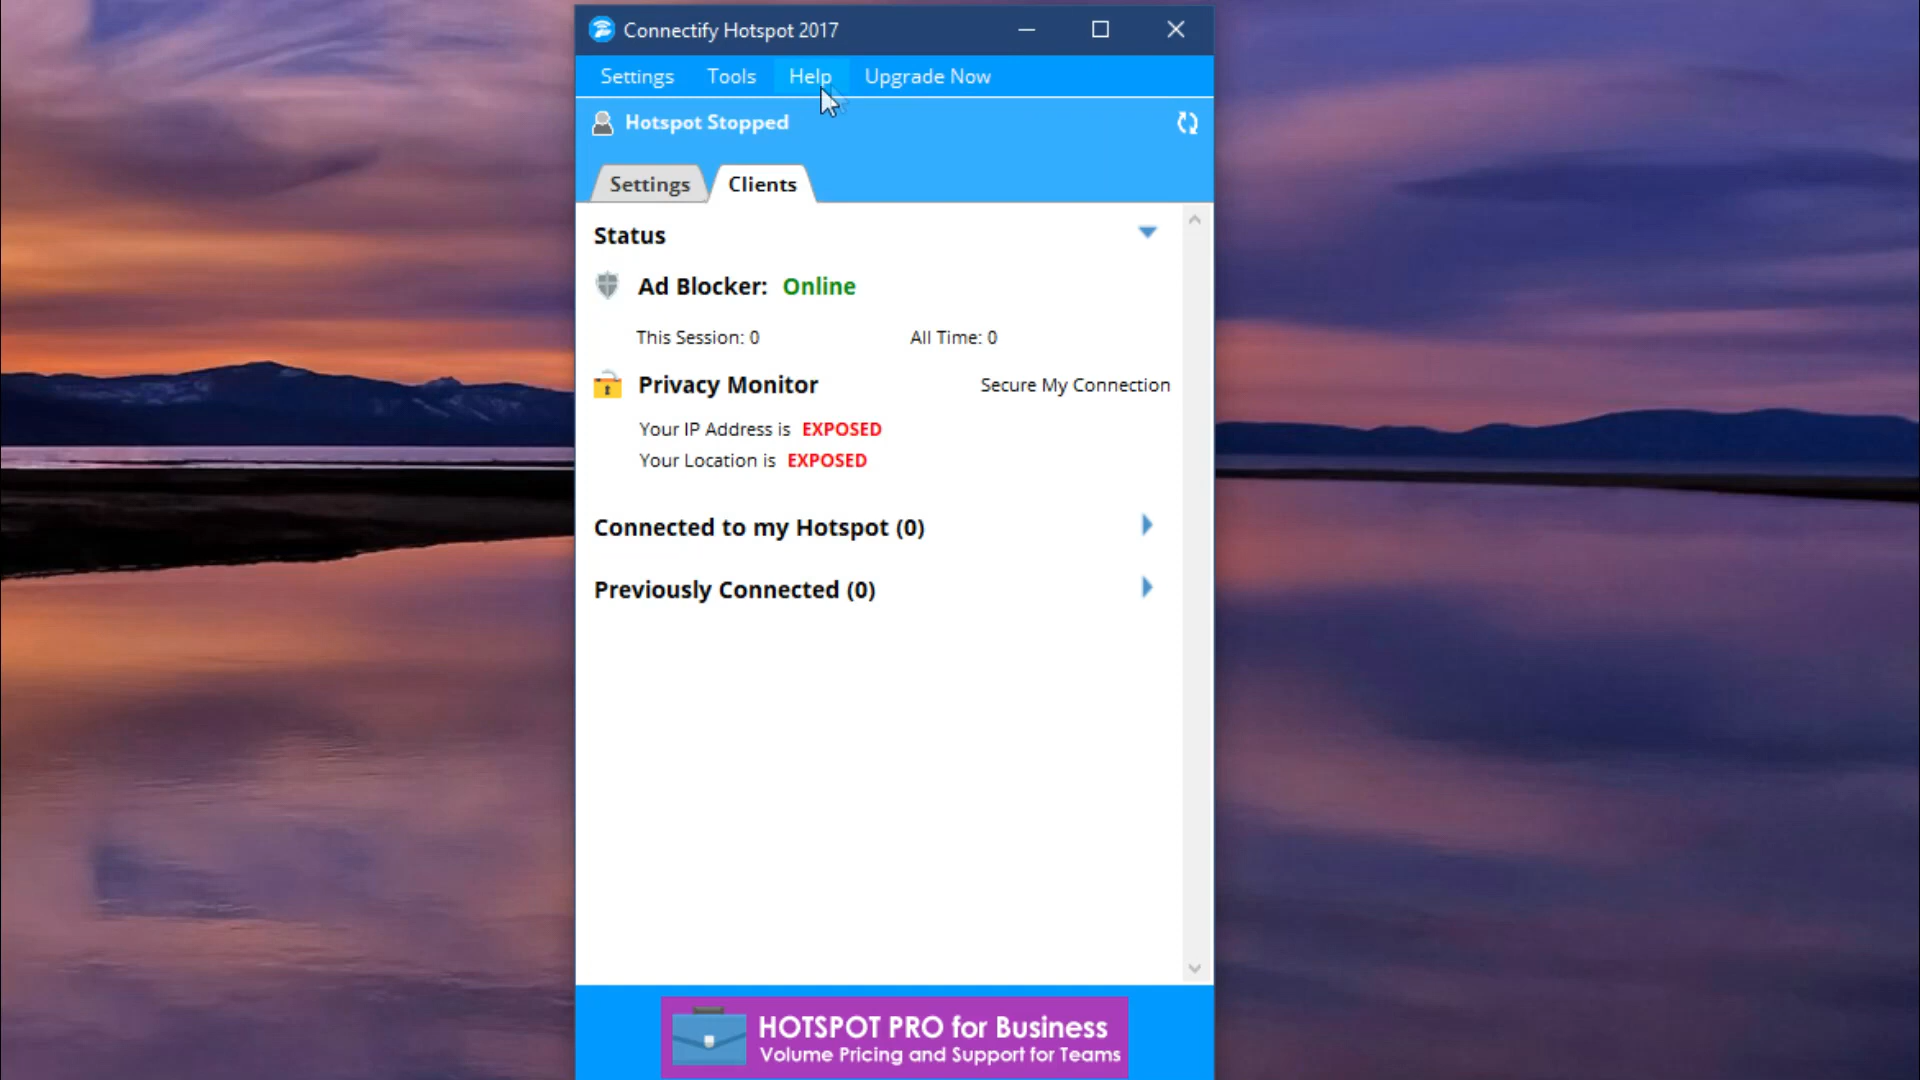 Connectify Hotspot 2017
Settings Tools Help Upgrade Now
Hotspot Stopped
Settings Clients
Status
Ad Blocker: Online
This Session: 0 All Time: 0
Privacy Monitor Secure My Connection
Your IP Address is EXPOSED
Your Location is EXPOSED
Connected to my Hotspot (0)
Previously Connected (0)
HOTSPOT PRO for Business
Volume Pricing and Support for Teams